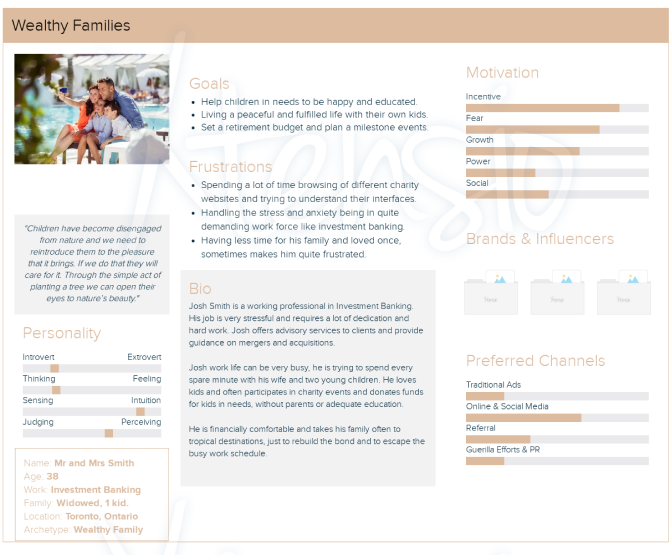 Wealthy Families
"Children have become disengaged
from nature and we need to
reintroduce them to the pleasure
that it brings. If we do that they will
care for it. Through the simple act of
planting a tree we can open their
eyes to nature's beauty."
Personality
Introvert Extrovert
Thinking Feeling
Sensing Intuition
Judging Perceiving
Name: Mr and Mrs Smith
Age: 38
Work: Investment Banking
Family: Widowed, 1 kid.
Location: Toronto, Ontario
Archetype: Wealthy Family
Goals
• Help children in needs to be happy and educated.
• Living a peaceful and fulfilled life with their own kids.
• Set a retirement budget and plan a milestone events.
Frustrations
• Spending a lot of time browsing of different charity
websites and trying to understand their interfaces.
• Handling the stress and anxiety being in quite
demanding work force like investment banking.
• Having less time for his family and loved once,
sometimes makes him quite frustrated.
Bio
Josh Smith is a working professional in Investment Banking.
His job is very stressful and requires a lot of dedication and
hard work. Josh offers advisory services to clients and provide
guidance on mergers and acquisitions.
Josh work life can be very busy, he is trying to spend every
spare minute with his wife and two young children. He loves
kids and often participates in charity events and donates funds
for kids in needs, without parents or adequate education.
He is financially comfortable and takes his family often to
tropical destinations, just to rebuild the bond and to escape the
busy work schedule.
Motivation
Incentive
Fear
Growth
Power
Social
Brands & Influencers
Preferred Channels
Traditional Ads
Online & Social Media
Referral
Guerilla Efforts & PR
Xtensio